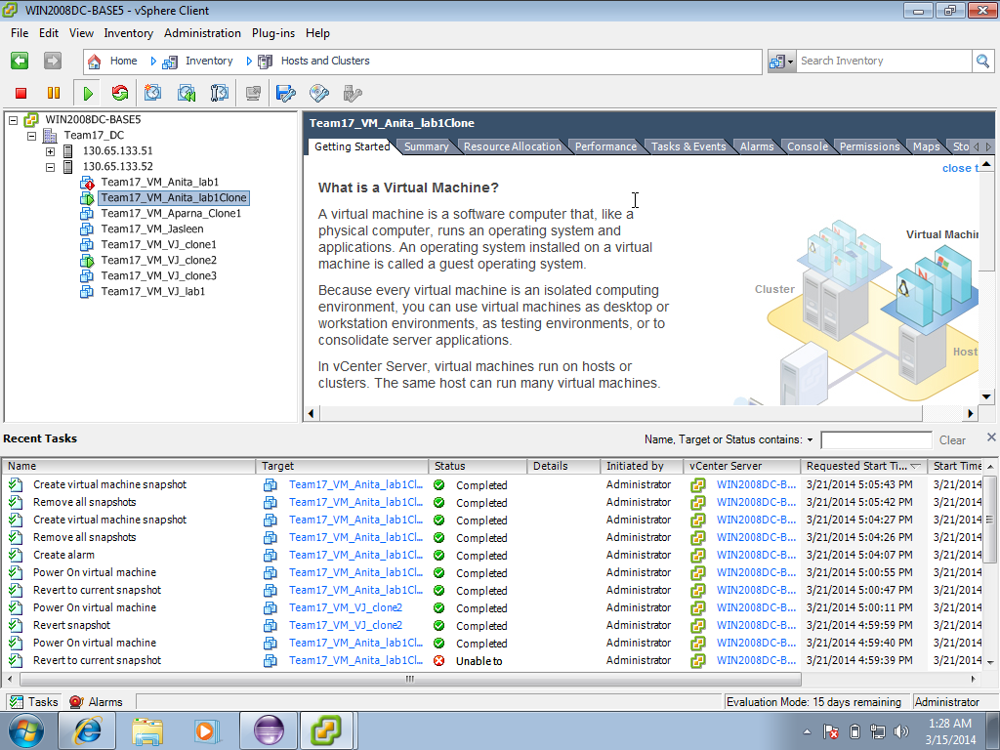 WIN2008DC-BASE5 - vSphere Client
File Edit View Inventory Administration Plug-ins Help
Home Inventory Hosts and Clusters Search Inventory
WIN2008DC-BASE5
Team17_DC
130.65.133.51
130.65.133.52
Team17_VM_Anita_lab1
Team17_VM_Anita_lab1Clone
Team17_VM_Aparna_Clone1
Team17_VM_Jasleen
Team17_VM_VJ_clone1
Team17_VM_VJ_clone2
Team17_VM_VJ_clone3
Team17_VM_VJ_lab1
Team17_VM_Anita_lab1Clone
Getting Started Summary Resource Allocation Performance Tasks & Events Alarms Console Permissions Maps Sto
close t
What is a Virtual Machine?
A virtual machine is a software computer that, like a
physical computer, runs an operating system and
applications. An operating system installed on a virtual
machine is called a guest operating system.
Because every virtual machine is an isolated computing
environment, you can use virtual machines as desktop or
workstation environments, as testing environments, or to
consolidate server applications.
In vCenter Server, virtual machines run on hosts or
clusters. The same host can run many virtual machines.
Virtual Machin
Cluster
Host
Recent Tasks
Name, Target or Status contains: Clear
Name Target Status Details Initiated by vCenter Server Requested Start Ti... Start Time
Create virtual machine snapshot Team17_VM_Anita_lab1Cl... Completed Administrator WIN2008DC-B... 3/21/2014 5:05:43 PM 3/21/2014
Remove all snapshots Team17_VM_Anita_lab1Cl... Completed Administrator WIN2008DC-B... 3/21/2014 5:05:42 PM 3/21/2014
Create virtual machine snapshot Team17_VM_Anita_lab1Cl... Completed Administrator WIN2008DC-B... 3/21/2014 5:04:27 PM 3/21/2014
Remove all snapshots Team17_VM_Anita_lab1Cl... Completed Administrator WIN2008DC-B... 3/21/2014 5:04:26 PM 3/21/2014
Create alarm Team17_VM_Anita_lab1Cl... Completed Administrator WIN2008DC-B... 3/21/2014 5:04:07 PM 3/21/2014
Power On virtual machine Team17_VM_Anita_lab1Cl... Completed Administrator WIN2008DC-B... 3/21/2014 5:00:55 PM 3/21/2014
Revert to current snapshot Team17_VM_Anita_lab1Cl... Completed Administrator WIN2008DC-B... 3/21/2014 5:00:47 PM 3/21/2014
Power On virtual machine Team17_VM_VJ_clone2 Completed Administrator WIN2008DC-B... 3/21/2014 5:00:11 PM 3/21/2014
Revert snapshot Team17_VM_VJ_clone2 Completed Administrator WIN2008DC-B... 3/21/2014 4:59:59 PM 3/21/2014
Power On virtual machine Team17_VM_Anita_lab1Cl... Completed Administrator WIN2008DC-B... 3/21/2014 4:59:40 PM 3/21/2014
Revert to current snapshot Team17_VM_Anita_lab1Cl... Unable to Administrator WIN2008DC-B... 3/21/2014 4:59:39 PM 3/21/2014
Tasks Alarms Evaluation Mode: 15 days remaining Administrator
1:28 AM
3/15/2014